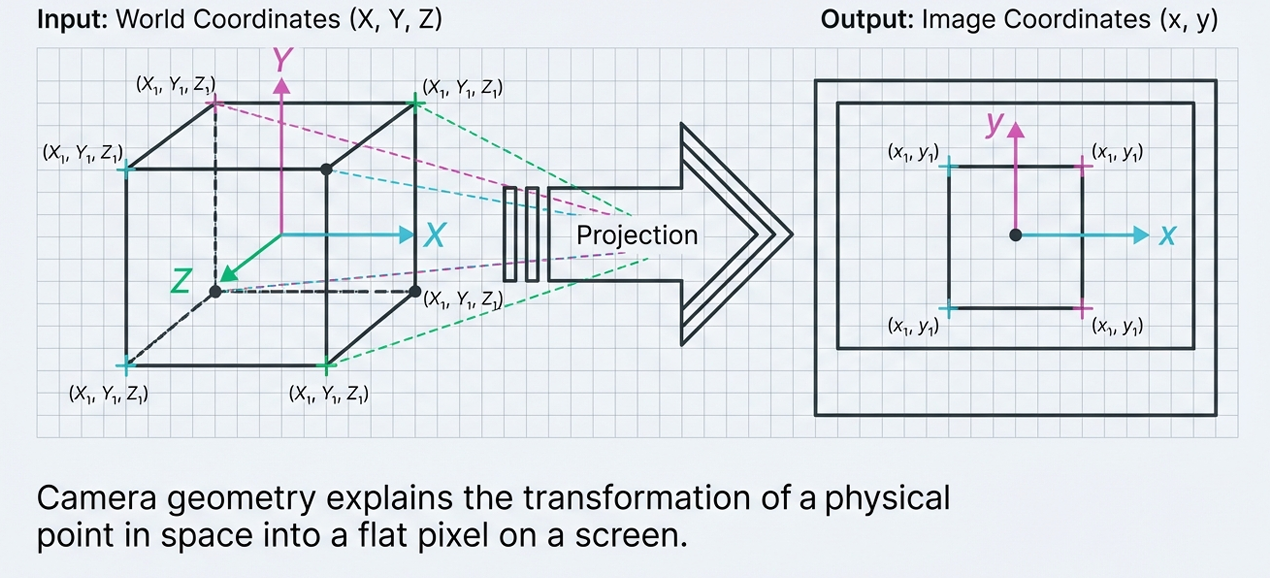 Input: World Coordinates (X, Y, Z)
Output: Image Coordinates (x, y)
Y
(X₁, Y₁, Z₁)
(X₁, Y₁, Z₁)
y
(X₁, Y₁, Z₁)
(x₁, y₁)
(x₁, y₁)
X
Projection
x
Z
(X₁, Y₁, Z₁)
(x₁, y₁)
(x₁, y₁)
(X₁, Y₁, Z₁)
(X₁, Y₁, Z₁)
Camera geometry explains the transformation of a physical
point in space into a flat pixel on a screen.